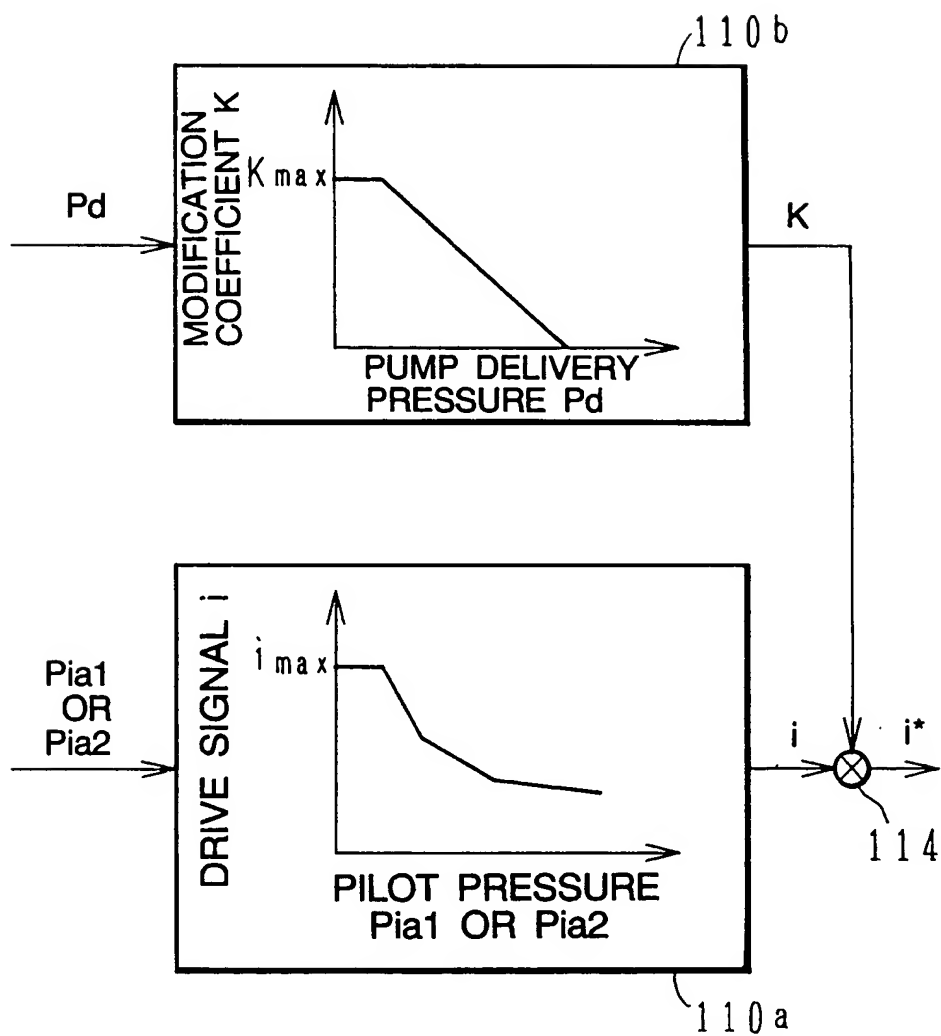 110b
MODIFICATION
COEFFICIENT K
Kmax
Pd
K
PUMP DELIVERY
PRESSURE Pd
DRIVE SIGNAL i
imax
Pia1
OR
Pia2
i
i*
114
PILOT PRESSURE
Pia1 OR Pia2
110a